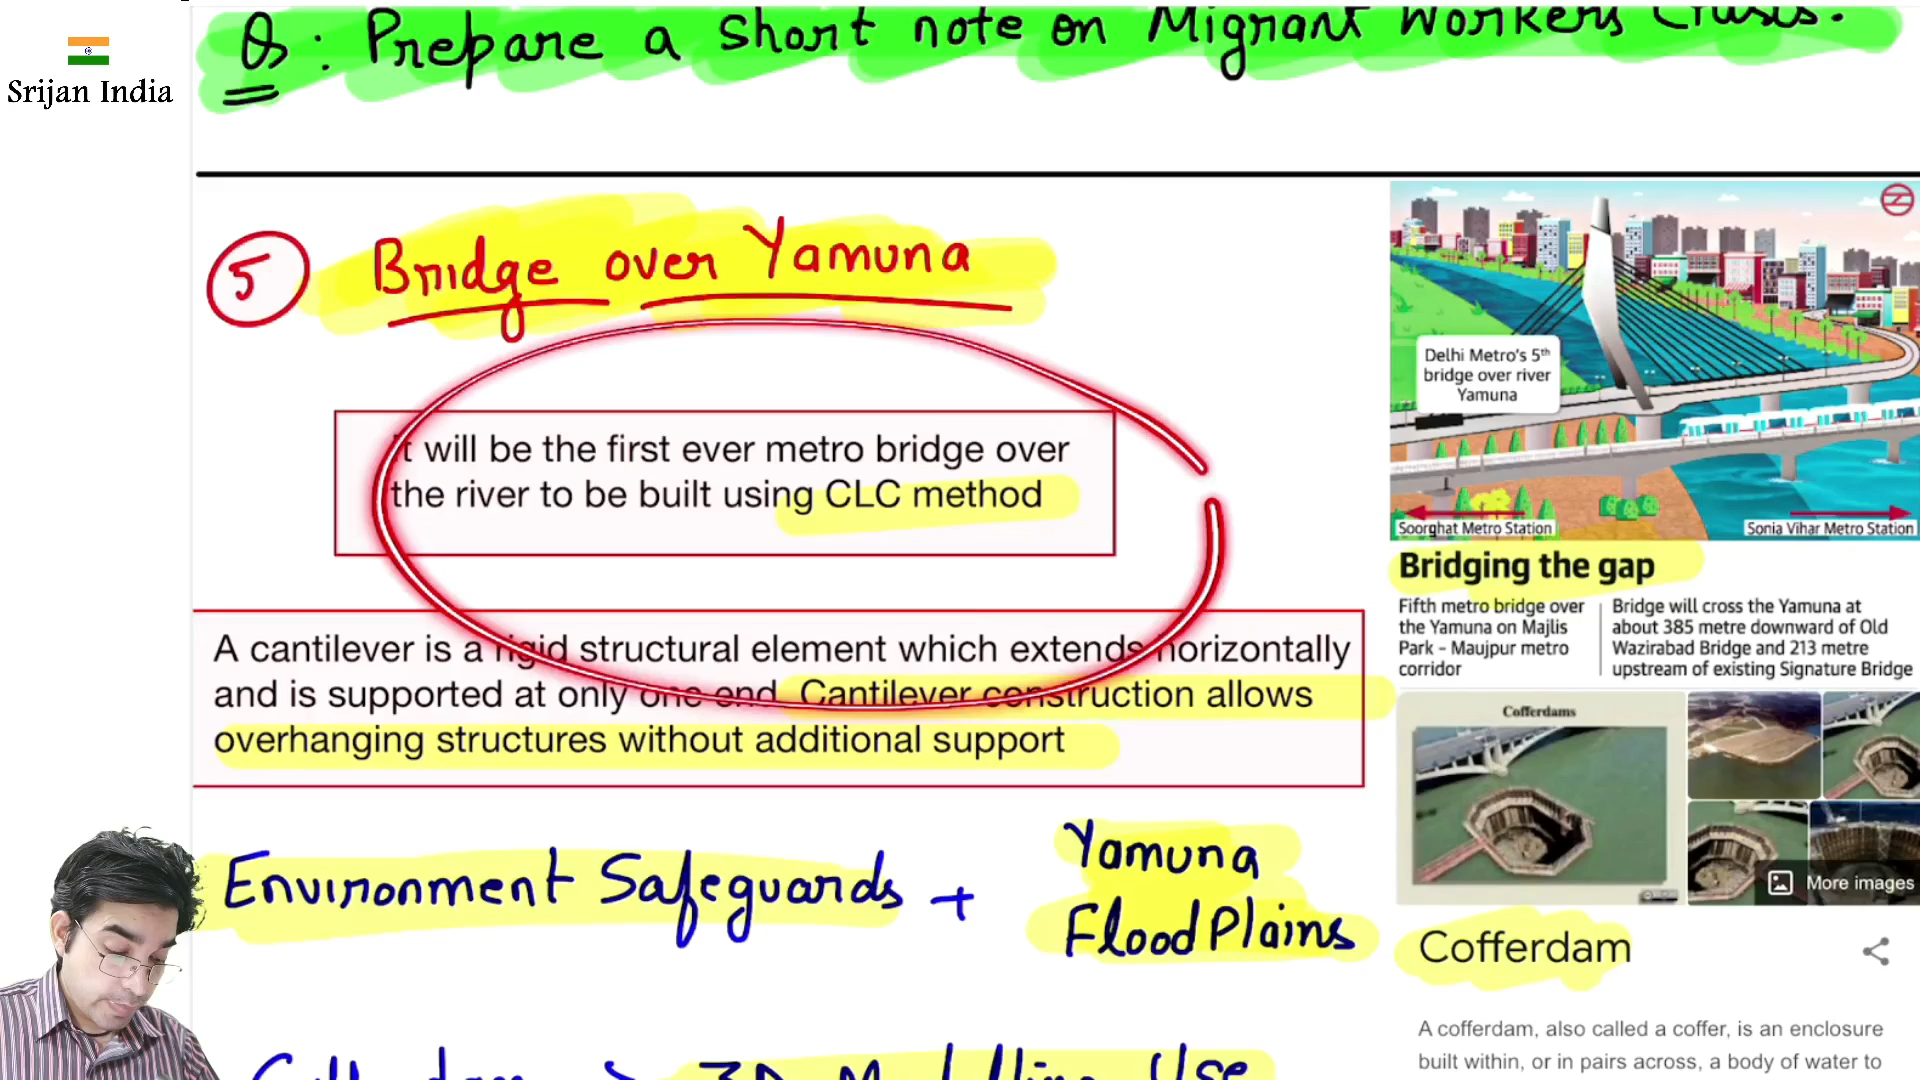 Q: Prepare a short note on Migrant Workers Crisis.
Srijan India
5 Bridge over Yamuna
it will be the first ever metro bridge over
the river to be built using CLC method
A cantilever is a rigid structural element which extends horizontally
and is supported at only one end. Cantilever construction allows
overhanging structures without additional support
Environment Safeguards + Yamuna
Flood Plains
3D Modelling Use
Delhi Metro's 5th
bridge over river
Yamuna
Soorghat Metro Station
Sonia Vihar Metro Station
Bridging the gap
Fifth metro bridge over
the Yamuna on Majlis
Park - Maujpur metro
corridor
Bridge will cross the Yamuna at
about 385 metre downward of Old
Wazirabad Bridge and 213 metre
upstream of existing Signature Bridge
Cofferdams
More images
Cofferdam
A cofferdam, also called a coffer, is an enclosure
built within, or in pairs across, a body of water to